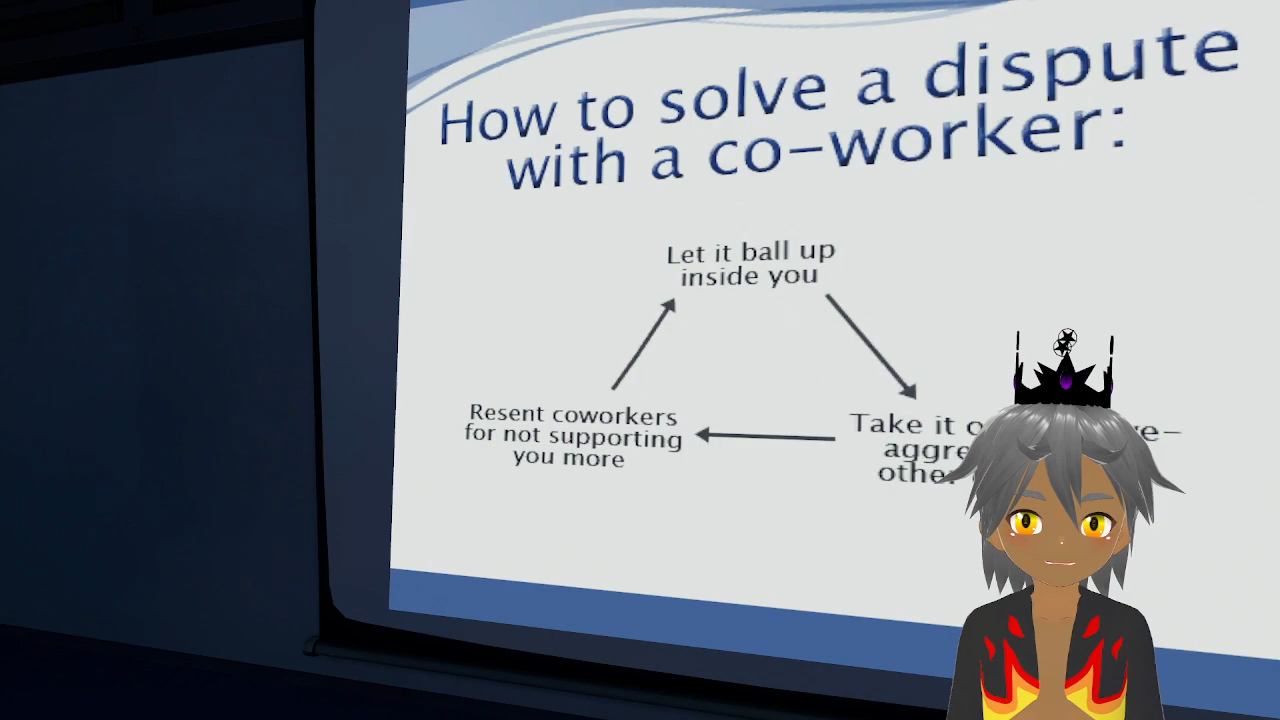 How to solve a dispute
with a co-worker:
Let it ball up
inside you
Resent coworkers
for not supporting
you more
Take it
aggre
othe